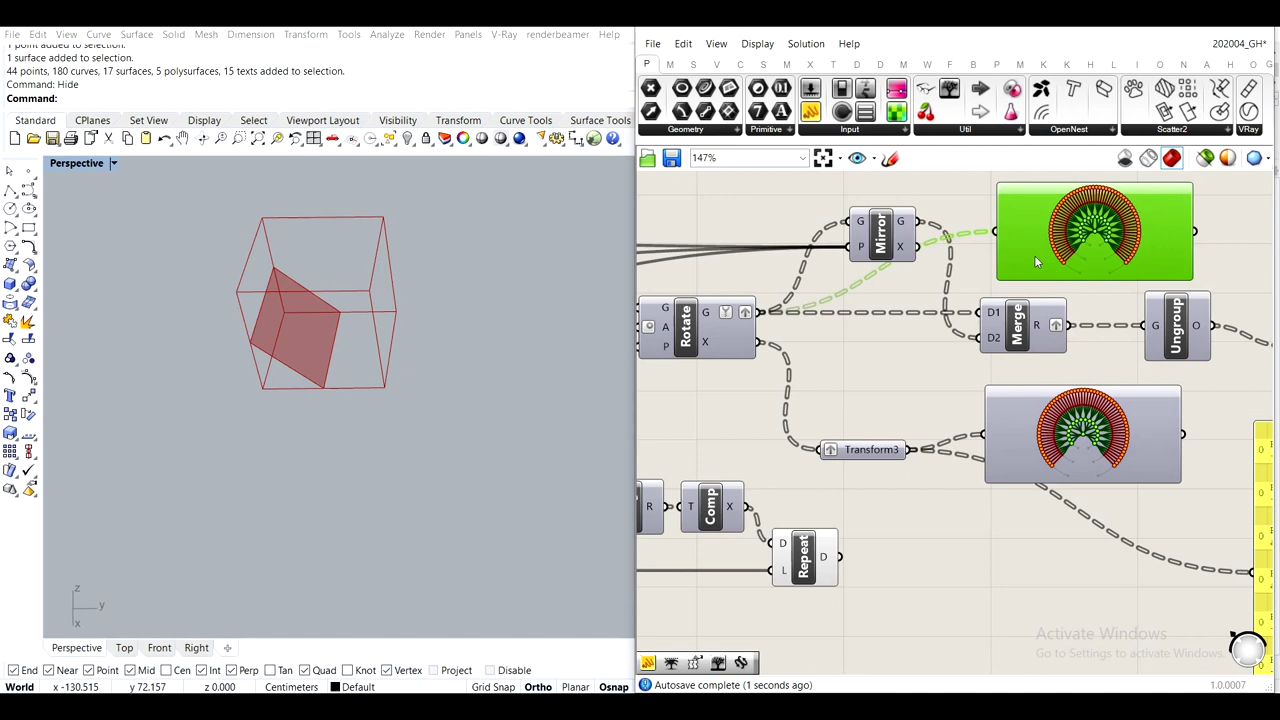 File Edit View Curve Surface Solid Mesh Dimension Transform Tools Analyze Render Panels V-Ray renderbeamer Help
1 point added to selection.
1 surface added to selection.
44 points, 180 curves, 17 surfaces, 5 polysurfaces, 15 texts added to selection.
Command: Hide
Command:
Standard CPlanes Set View Display Select Viewport Layout Visibility Transform Curve Tools Surface Tools
Perspective
z
y
x
Perspective Top Front Right
End Near Point Mid Cen Int Perp Tan Quad Knot Vertex Project Disable
World x -130.515 y 72.157 z 0.000 Centimeters Default Grid Snap Ortho Planar Osnap
File Edit View Display Solution Help 202004_GH*
P M S V C S M X D M W F B P M K K L E O N A S O G
Geometry Primitive Input Util OpenNest Scatter2 VRay
147%
G Mirror G
P X
G Rotate G
A
P X
D1 Merge R
D2
G Ungroup O
Transform3
R T Comp X
D Repeat D
L
Activate Windows
Go to Settings to activate Windows.
Autosave complete (1 seconds ago) 1.0.0007